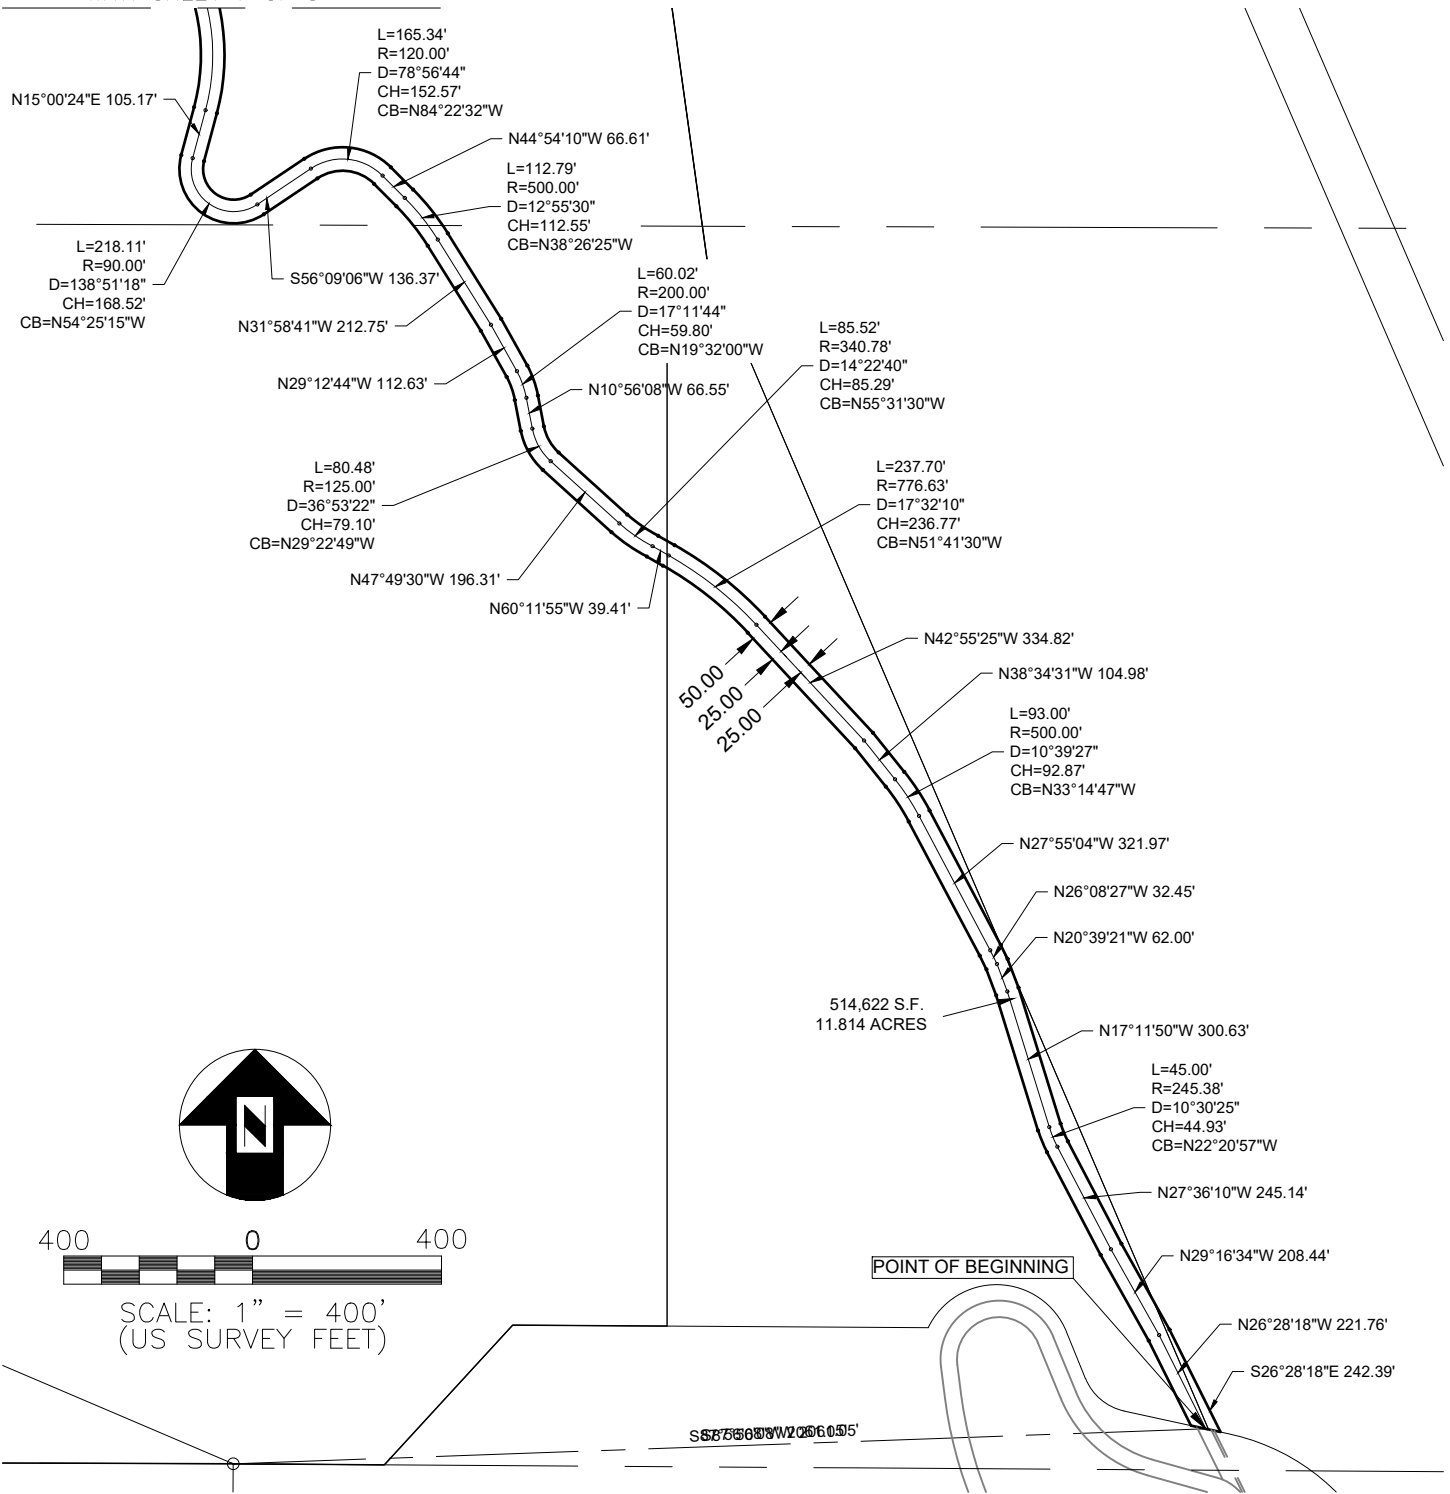 L=165.34'
R=120.00'
D=78°56'44"
CH=152.57'
CB=N84°22'32"W
N15°00'24"E 105.17'
N44°54'10"W 66.61'
L=112.79'
R=500.00'
D=12°55'30"
CH=112.55'
CB=N38°26'25"W
L=218.11'
R=90.00'
D=138°51'18"
CH=168.52'
CB=N54°25'15"W
S56°09'06"W 136.37'
L=60.02'
R=200.00'
D=17°11'44"
CH=59.80'
CB=N19°32'00"W
N31°58'41"W 212.75'
L=85.52'
R=340.78'
D=14°22'40"
CH=85.29'
CB=N55°31'30"W
N29°12'44"W 112.63'
N10°56'08"W 66.55'
L=80.48'
R=125.00'
D=36°53'22"
CH=79.10'
CB=N29°22'49"W
L=237.70'
R=776.63'
D=17°32'10"
CH=236.77'
CB=N51°41'30"W
N47°49'30"W 196.31'
N60°11'55"W 39.41'
N42°55'25"W 334.82'
50.00
25.00
25.00
N38°34'31"W 104.98'
L=93.00'
R=500.00'
D=10°39'27"
CH=92.87'
CB=N33°14'47"W
N27°55'04"W 321.97'
N26°08'27"W 32.45'
N20°39'21"W 62.00'
514,622 S.F.
11.814 ACRES
N17°11'50"W 300.63'
L=45.00'
R=245.38'
D=10°30'25"
CH=44.93'
CB=N22°20'57"W
N
N27°36'10"W 245.14'
400 0 400
SCALE: 1" = 400'
(US SURVEY FEET)
POINT OF BEGINNING
N29°16'34"W 208.44'
N26°28'18"W 221.76'
S26°28'18"E 242.39'